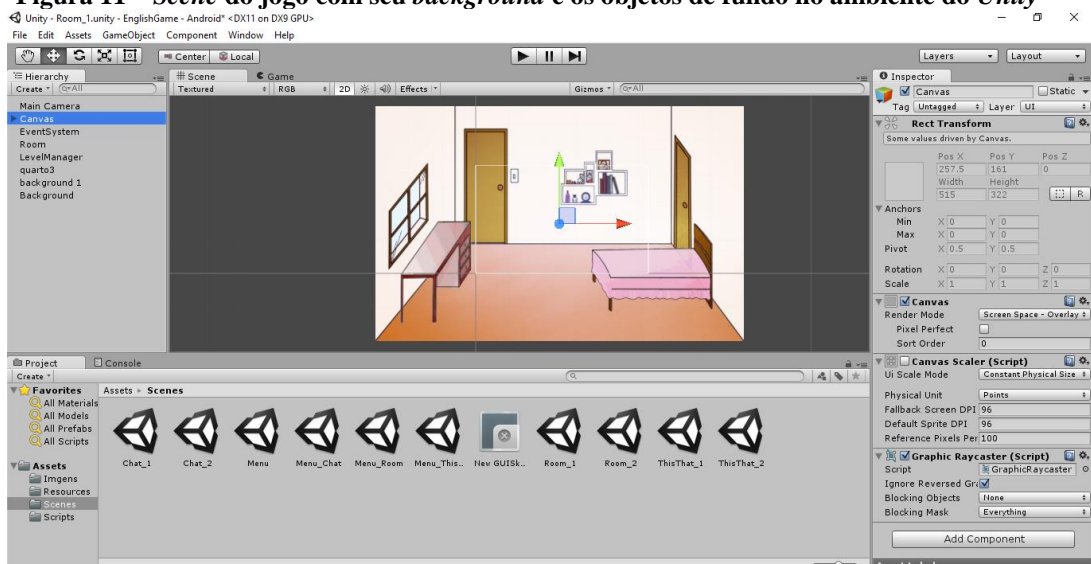 Figura 11 – Scene do jogo com seu background e os objetos de fundo no ambiente do Unity
Unity - Room_1.unity - EnglishGame - Android* <DX11 on DX9 GPU>
File Edit Assets GameObject Component Window Help
Center Local Layers Layout
Hierarchy
Create All
Main Camera
Canvas
EventSystem
Room
LevelManager
quarto3
background 1
Background
Scene Game
Textured RGB 2D Effects Gizmos All
Inspector
Canvas Static
Tag Untagged Layer UI
Rect Transform
Some values driven by Canvas.
Pos X Pos Y Pos Z
257.5 161 0
Width Height
515 322 R
Anchors
Min X 0 Y 0
Max X 0 Y 0
Pivot X 0.5 Y 0.5
Rotation X 0 Y 0 Z 0
Scale X 1 Y 1 Z 1
Canvas
Render Mode Screen Space - Overlay
Pixel Perfect
Sort Order 0
Canvas Scaler (Script)
Ui Scale Mode Constant Physical Size
Physical Unit Points
Fallback Screen DPI 96
Default Sprite DPI 96
Reference Pixels Per 100
Graphic Raycaster (Script)
Script GraphicRaycaster
Ignore Reversed Gra
Blocking Objects None
Blocking Mask Everything
Add Component
Project Console
Create
Favorites
All Materials
All Models
All Prefabs
All Scripts
Assets
Imgens
Resources
Scenes
Scripts
Assets Scenes
Chat_1 Chat_2 Menu Menu_Chat Menu_Room Menu_This... New GUISk... Room_1 Room_2 ThisThat_1 ThisThat_2